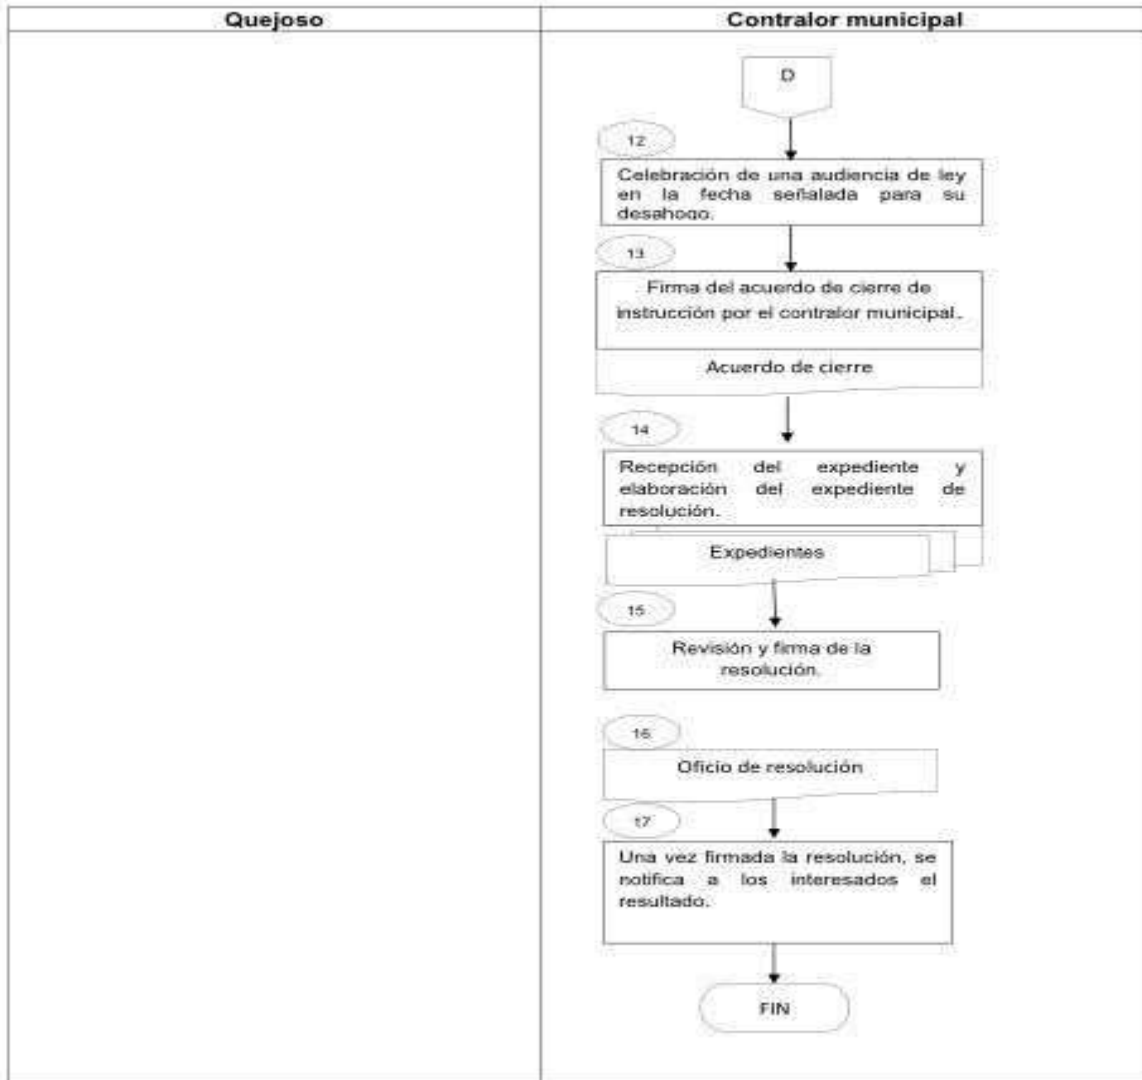 Quejoso
Contralor municipal
D
12
Celebración de una audiencia de ley
en la fecha señalada para su
desahogo.
13
Firma del acuerdo de cierre de
instrucción por el contralor municipal.
Acuerdo de cierre
14
Recepción del expediente y
elaboración del expediente de
resolución.
Expedientes
15
Revisión y firma de la
resolución.
16
Oficio de resolución
17
Una vez firmada la resolución, se
notifica a los interesados el
resultado.
FIN